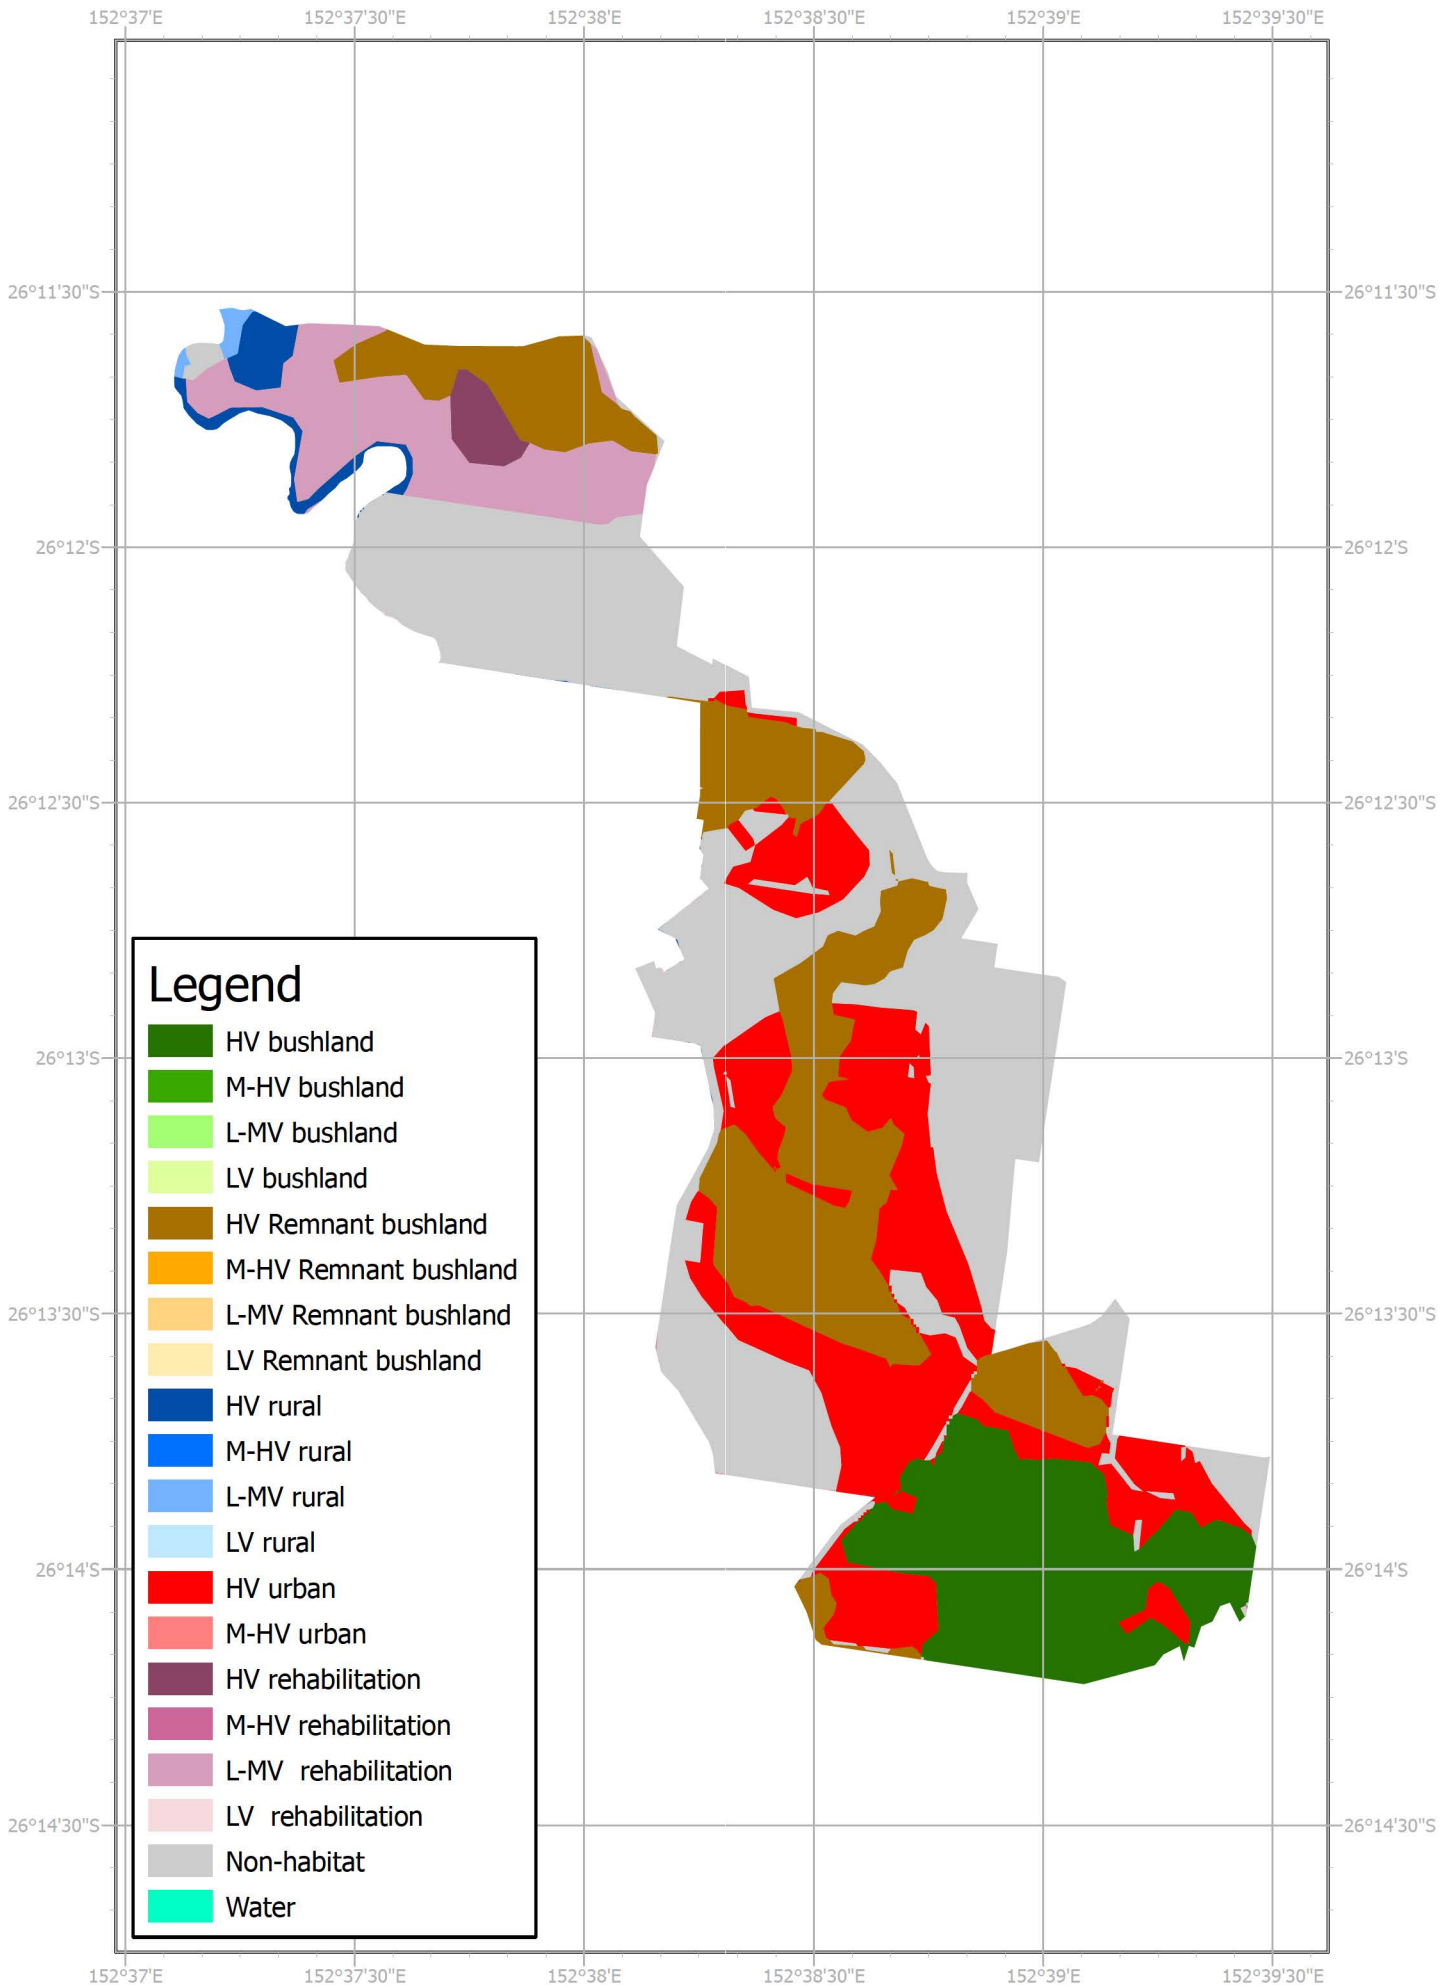 152°37'E 152°37'30"E 152°38'E 152°38'30"E 152°39'E 152°39'30"E
26°11'30"S 26°11'30"S
26°12'S 26°12'S
26°12'30"S 26°12'30"S
Legend
HV bushland
26°13'S 26°13'S
M-HV bushland
L-MV bushland
LV bushland
HV Remnant bushland
M-HV Remnant bushland
L-MV Remnant bushland
26°13'30"S 26°13'30"S
LV Remnant bushland
HV rural
M-HV rural
L-MV rural
LV rural
26°14'S 26°14'S
HV urban
M-HV urban
HV rehabilitation
M-HV rehabilitation
L-MV rehabilitation
LV rehabilitation
26°14'30"S 26°14'30"S
Non-habitat
Water
152°37'E 152°37'30"E 152°38'E 152°38'30"E 152°39'E 152°39'30"E